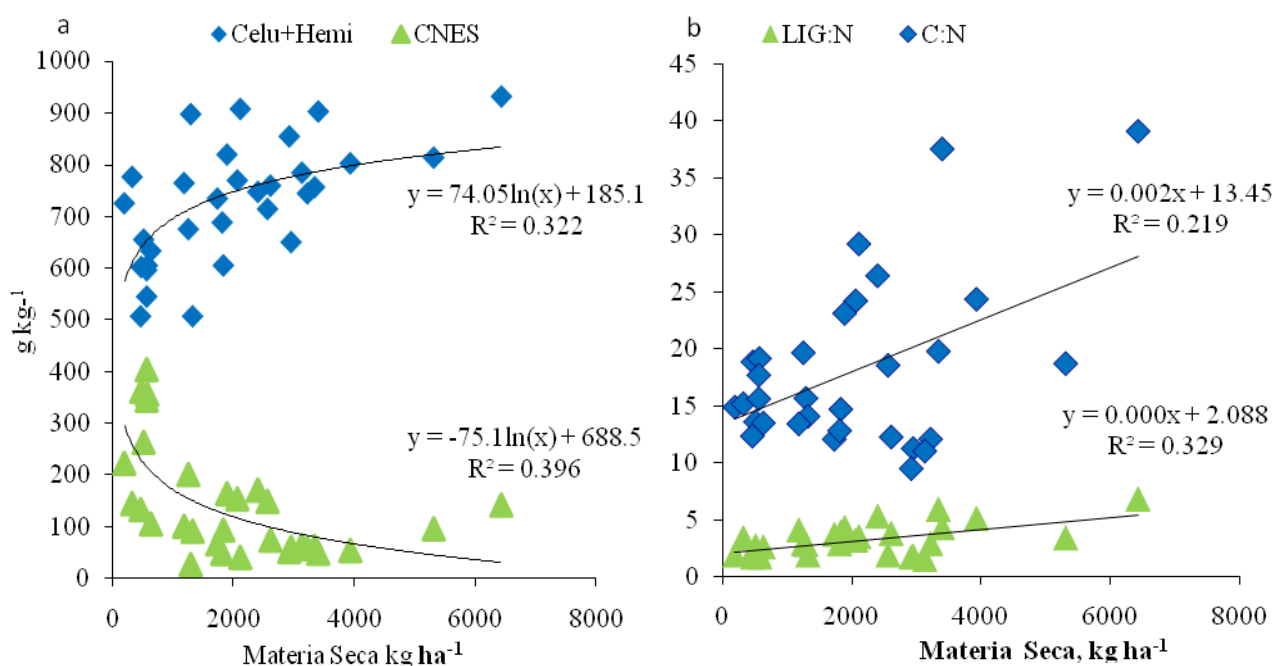 a
Celu+Hemi CNES
1000
900
800
700
600
500
400
300
200
100
0
g kg-¹
y = 74.05ln(x) + 185.1
R² = 0.322
y = -75.1ln(x) + 688.5
R² = 0.396
0 2000 4000 6000 8000
Materia Seca kg ha⁻¹
b
LIG:N C:N
45
40
35
30
25
20
15
10
5
0
y = 0.002x + 13.45
R² = 0.219
y = 0.000x + 2.088
R² = 0.329
0 2000 4000 6000 8000
Materia Seca, kg ha⁻¹